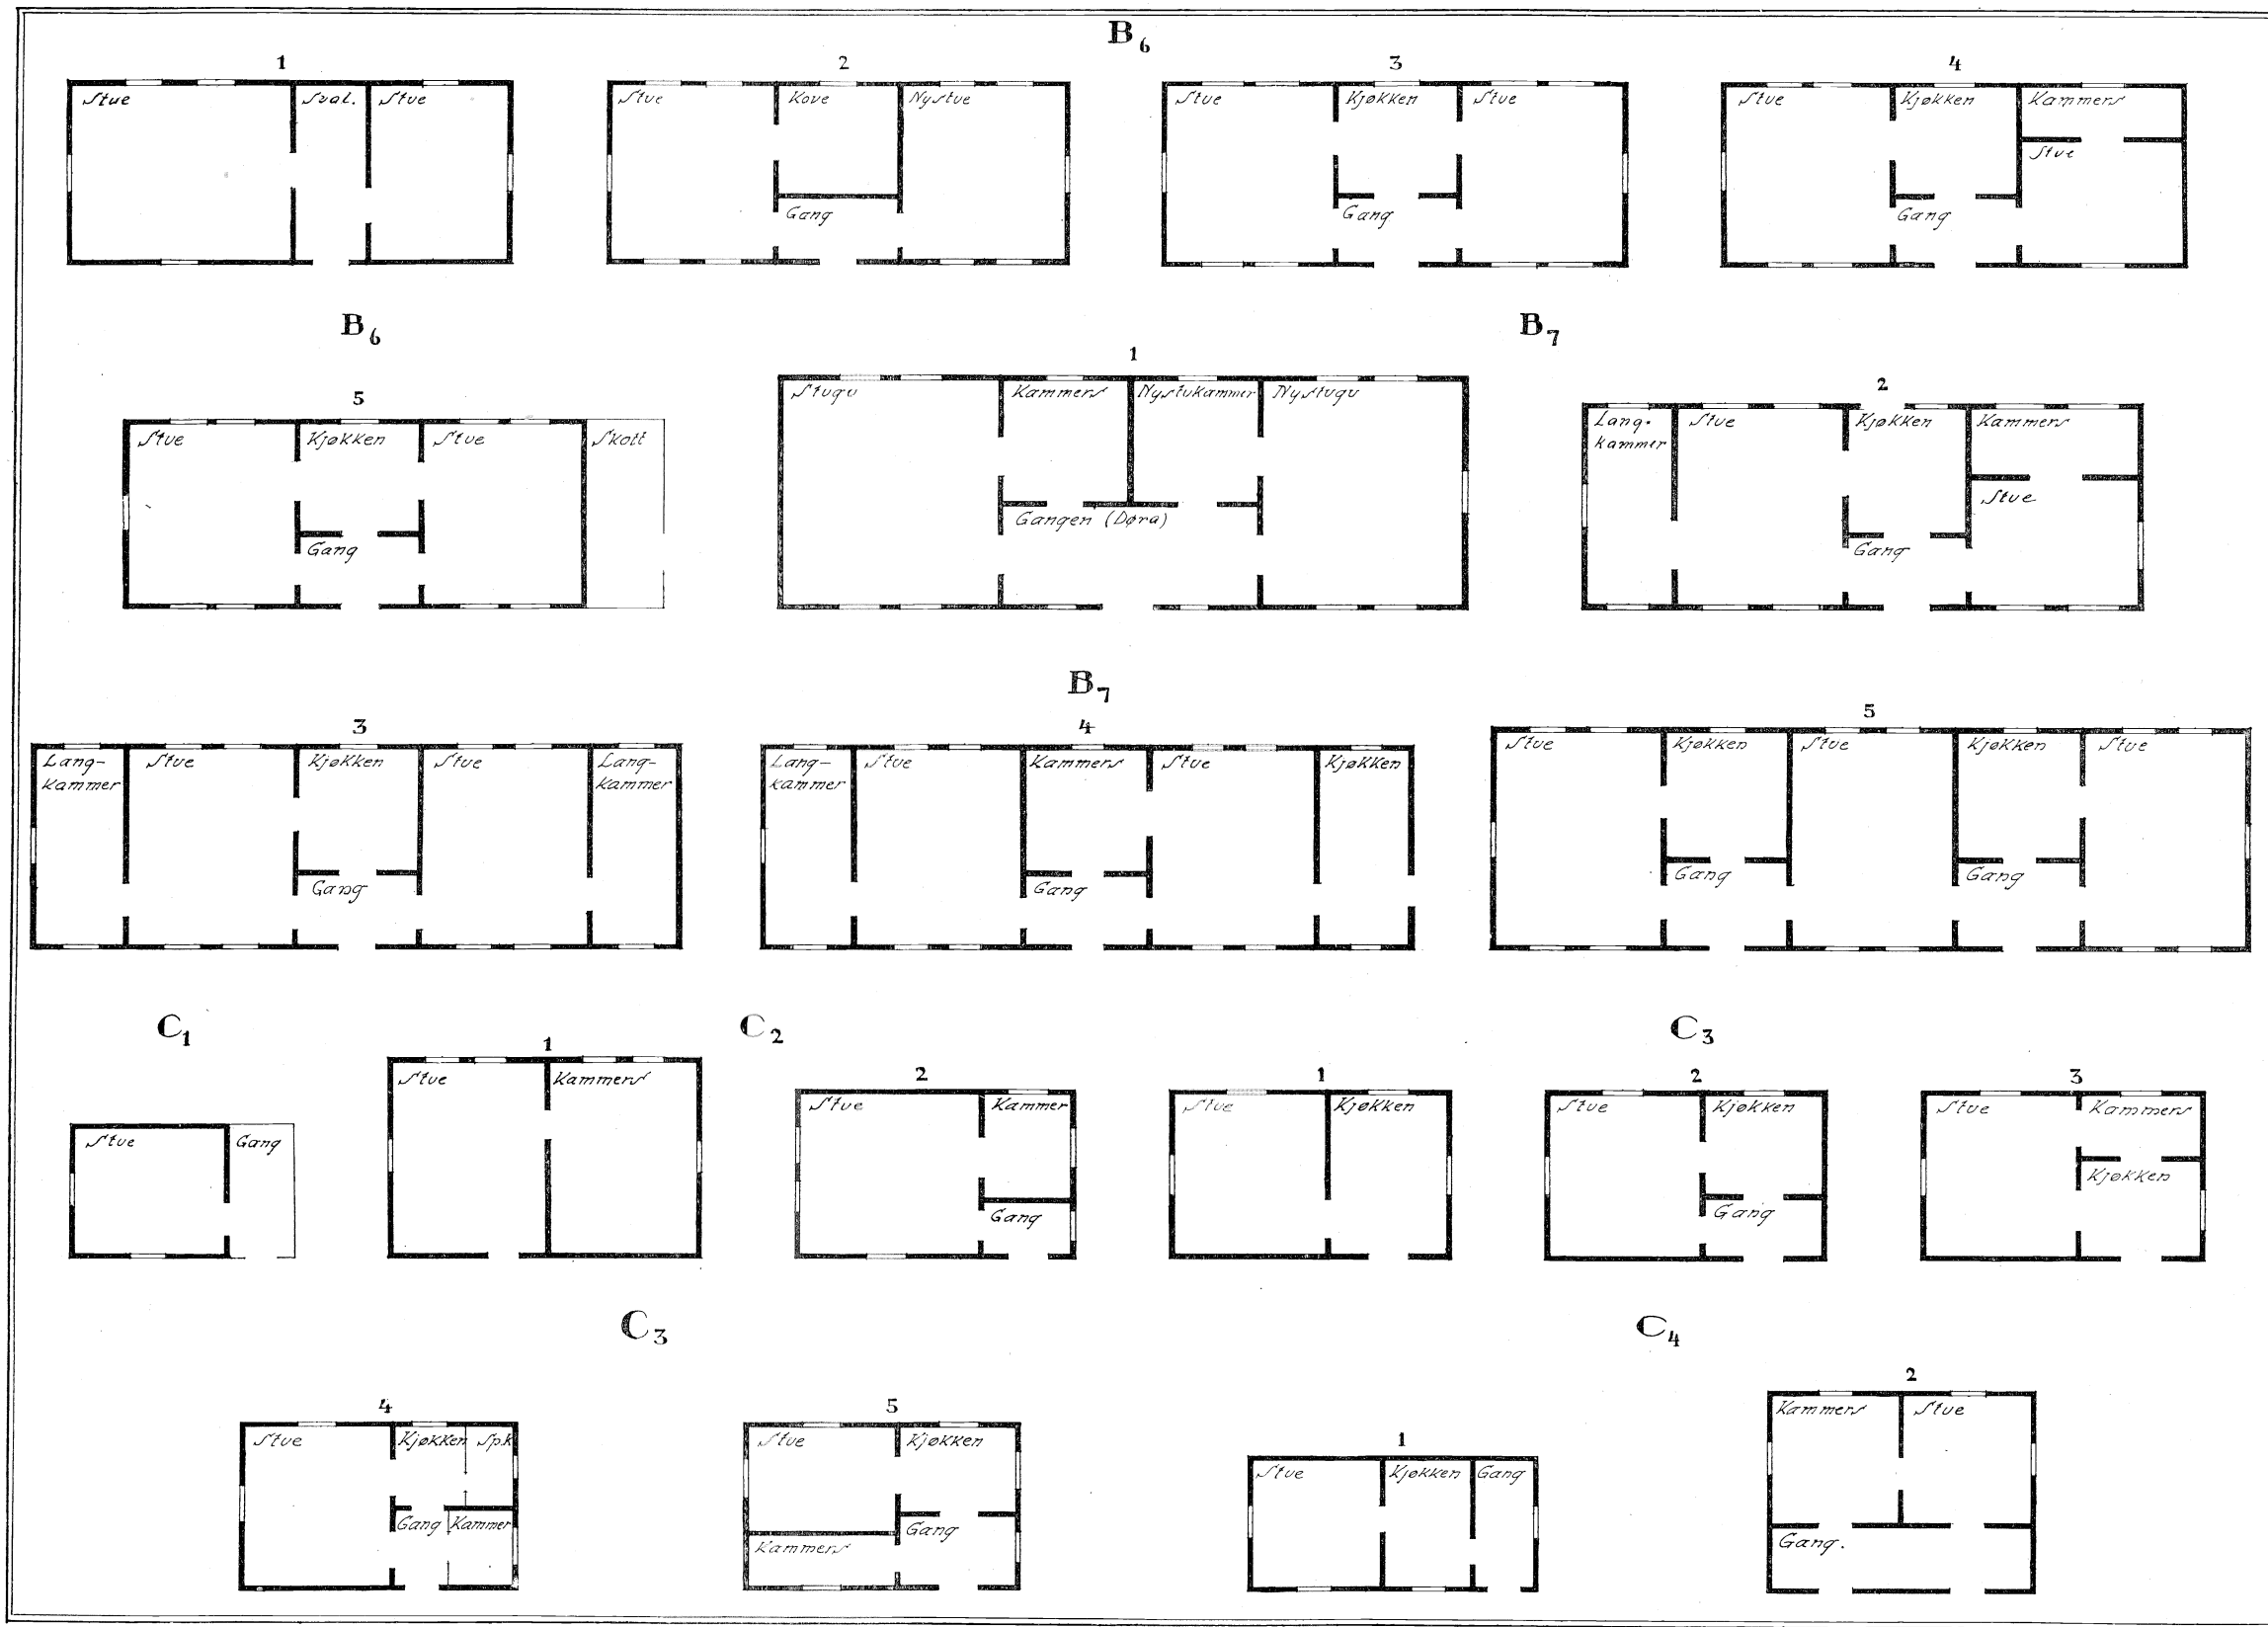 B6
1
2
3
4
Stue
Sval.
Stue
Stue
Kove
Nystue
Gang
Stue
Kjøkken
Stue
Gang
Stue
Kjøkken
Kammers
Stue
Gang
B6
B7
5
1
2
Stue
Kjøkken
Stue
Skott
Gang
Stugu
Kammers
Nystukammer
Nystugu
Gangen (Døra)
Lang-
kammer
Stue
Kjøkken
Kammers
Stue
Gang
B7
3
4
5
Lang-
kammer
Stue
Kjøkken
Stue
Lang-
kammer
Gang
Lang-
kammer
Stue
Kammers
Stue
Kjøkken
Gang
Stue
Kjøkken
Stue
Kjøkken
Stue
Gang
Gang
C1
C2
C3
Stue
Gang
1
Stue
Kammers
2
Stue
Kammer
Gang
1
Stue
Kjøkken
2
Stue
Kjøkken
Gang
3
Stue
Kammers
Kjøkken
C3
C4
4
Stue
Kjøkken
Spk
Gang
Kammer
5
Stue
Kjøkken
Gang
Kammers
1
Stue
Kjøkken
Gang
2
Kammers
Stue
Gang.